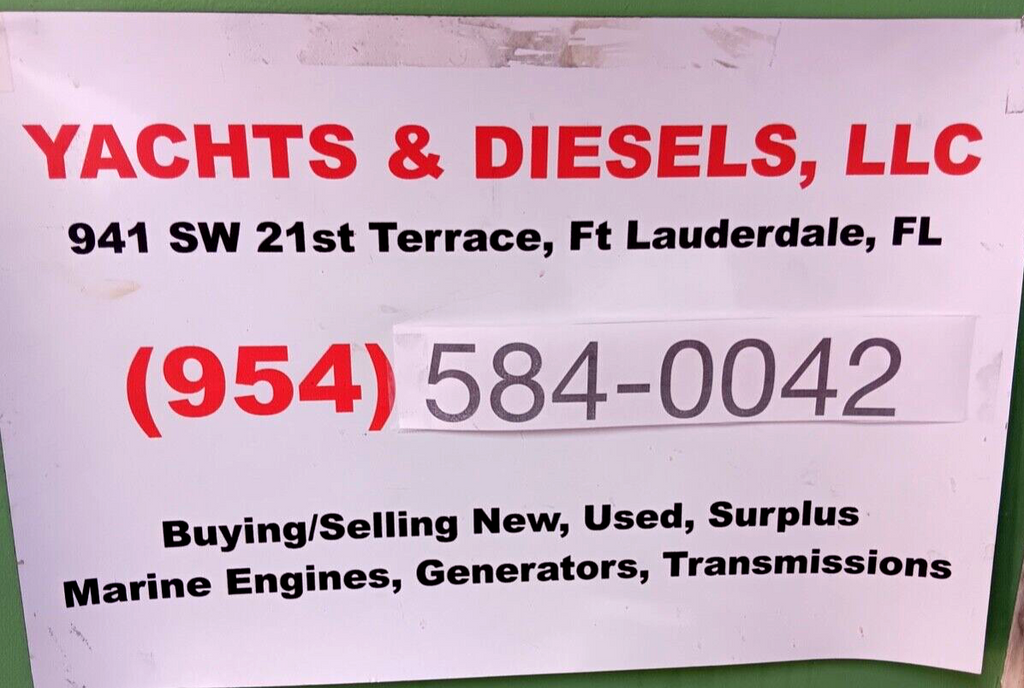 YACHTS & DIESELS, LLC
941 SW 21st Terrace, Ft Lauderdale, FL
(954) 584-0042
Buying/Selling New, Used, Surplus
Marine Engines, Generators, Transmissions